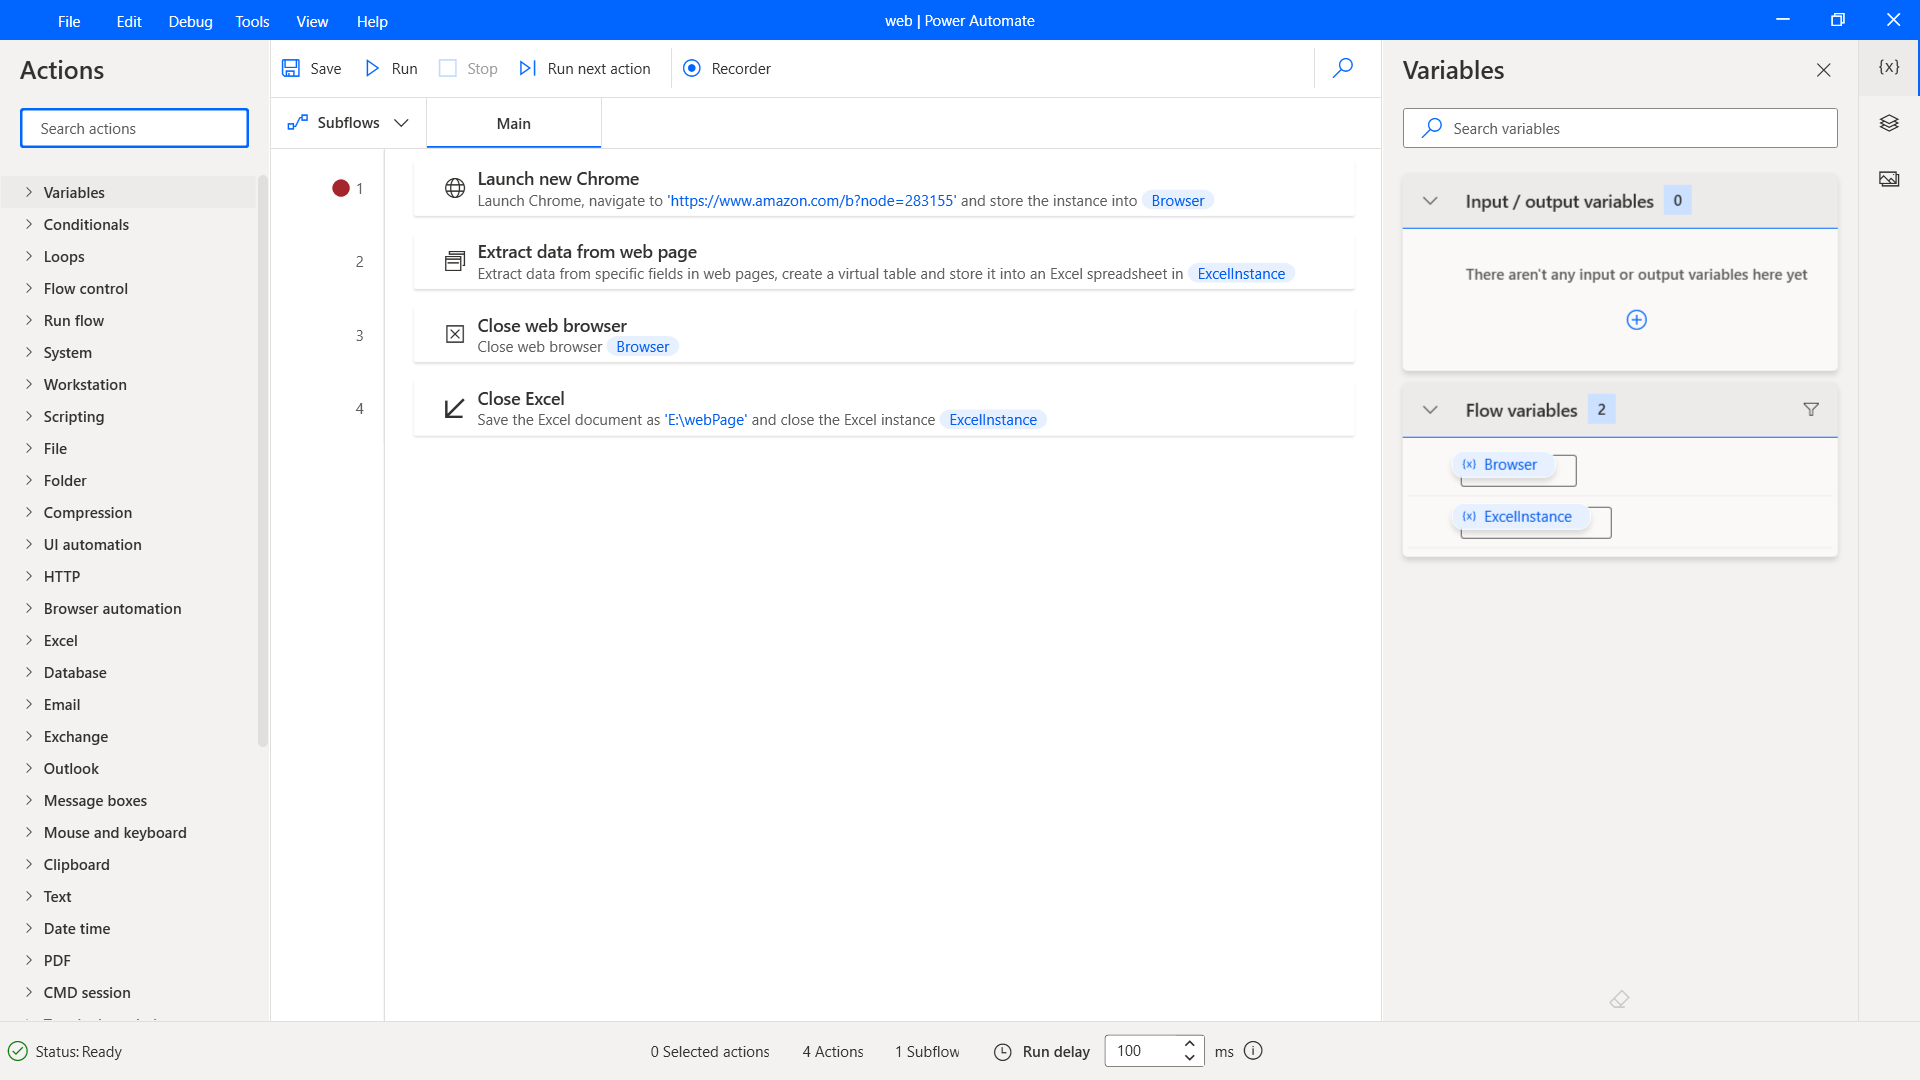 File Edit Debug Tools View Help
web | Power Automate
Actions
Search actions
Variables
Conditionals
Loops
Flow control
Run flow
System
Workstation
Scripting
File
Folder
Compression
UI automation
HTTP
Browser automation
Excel
Database
Email
Exchange
Outlook
Message boxes
Mouse and keyboard
Clipboard
Text
Date time
PDF
CMD session
Save Run Stop Run next action Recorder
Subflows Main
1 Launch new Chrome
Launch Chrome, navigate to 'https://www.amazon.com/b?node=283155' and store the instance into Browser
2 Extract data from web page
Extract data from specific fields in web pages, create a virtual table and store it into an Excel spreadsheet in ExcelInstance
3 Close web browser
Close web browser Browser
4 Close Excel
Save the Excel document as 'E:\webPage' and close the Excel instance ExcelInstance
Variables
{x}
Search variables
Input / output variables 0
There aren't any input or output variables here yet
Flow variables 2
{x} Browser
{x} ExcelInstance
Status: Ready
0 Selected actions 4 Actions 1 Subflow Run delay 100 ms